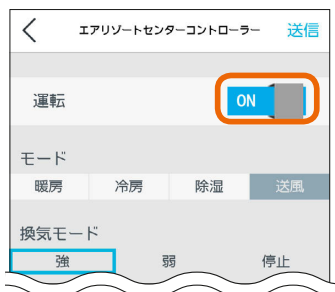 エアリゾートセンターコントローラー 送信
運転 ON
モード
暖房 冷房 除湿 送風
換気モード
強 弱 停止